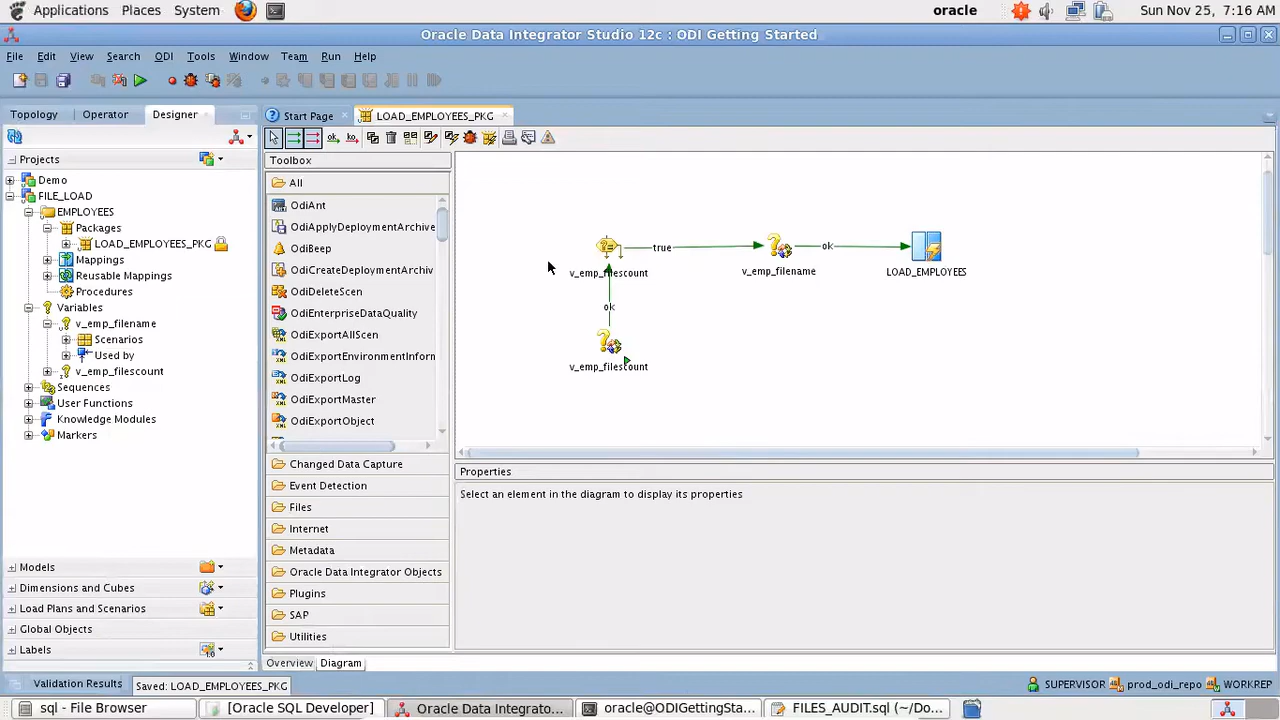 Applications Places System oracle Sun Nov 25, 7:16 AM
Oracle Data Integrator Studio 12c : ODI Getting Started
File Edit View Search ODI Tools Window Team Run Help
Topology Operator Designer Start Page LOAD_EMPLOYEES_PKG
ok ko
Projects
Demo
FILE_LOAD
EMPLOYEES
Packages
LOAD_EMPLOYEES_PKG
Mappings
Reusable Mappings
Procedures
Variables
v_emp_filename
Scenarios
Used by
v_emp_filescount
Sequences
User Functions
Knowledge Modules
Markers
Models
Dimensions and Cubes
Load Plans and Scenarios
Global Objects
Labels
Toolbox
All
OdiAnt
OdiApplyDeploymentArchive
OdiBeep
OdiCreateDeploymentArchiv
OdiDeleteScen
OdiEnterpriseDataQuality
OdiExportAllScen
OdiExportEnvironmentInform
OdiExportLog
OdiExportMaster
OdiExportObject
Changed Data Capture
Event Detection
Files
Internet
Metadata
Oracle Data Integrator Objects
Plugins
SAP
Utilities
true ok
v_emp_filescount v_emp_filename LOAD_EMPLOYEES
ok
v_emp_filescount
Properties
Select an element in the diagram to display its properties
Overview Diagram
Validation Results Saved: LOAD_EMPLOYEES_PKG SUPERVISOR prod_odi_repo WORKREP
sql - File Browser [Oracle SQL Developer] Oracle Data Integrato... oracle@ODIGettingSta... FILES_AUDIT.sql (~/Do...